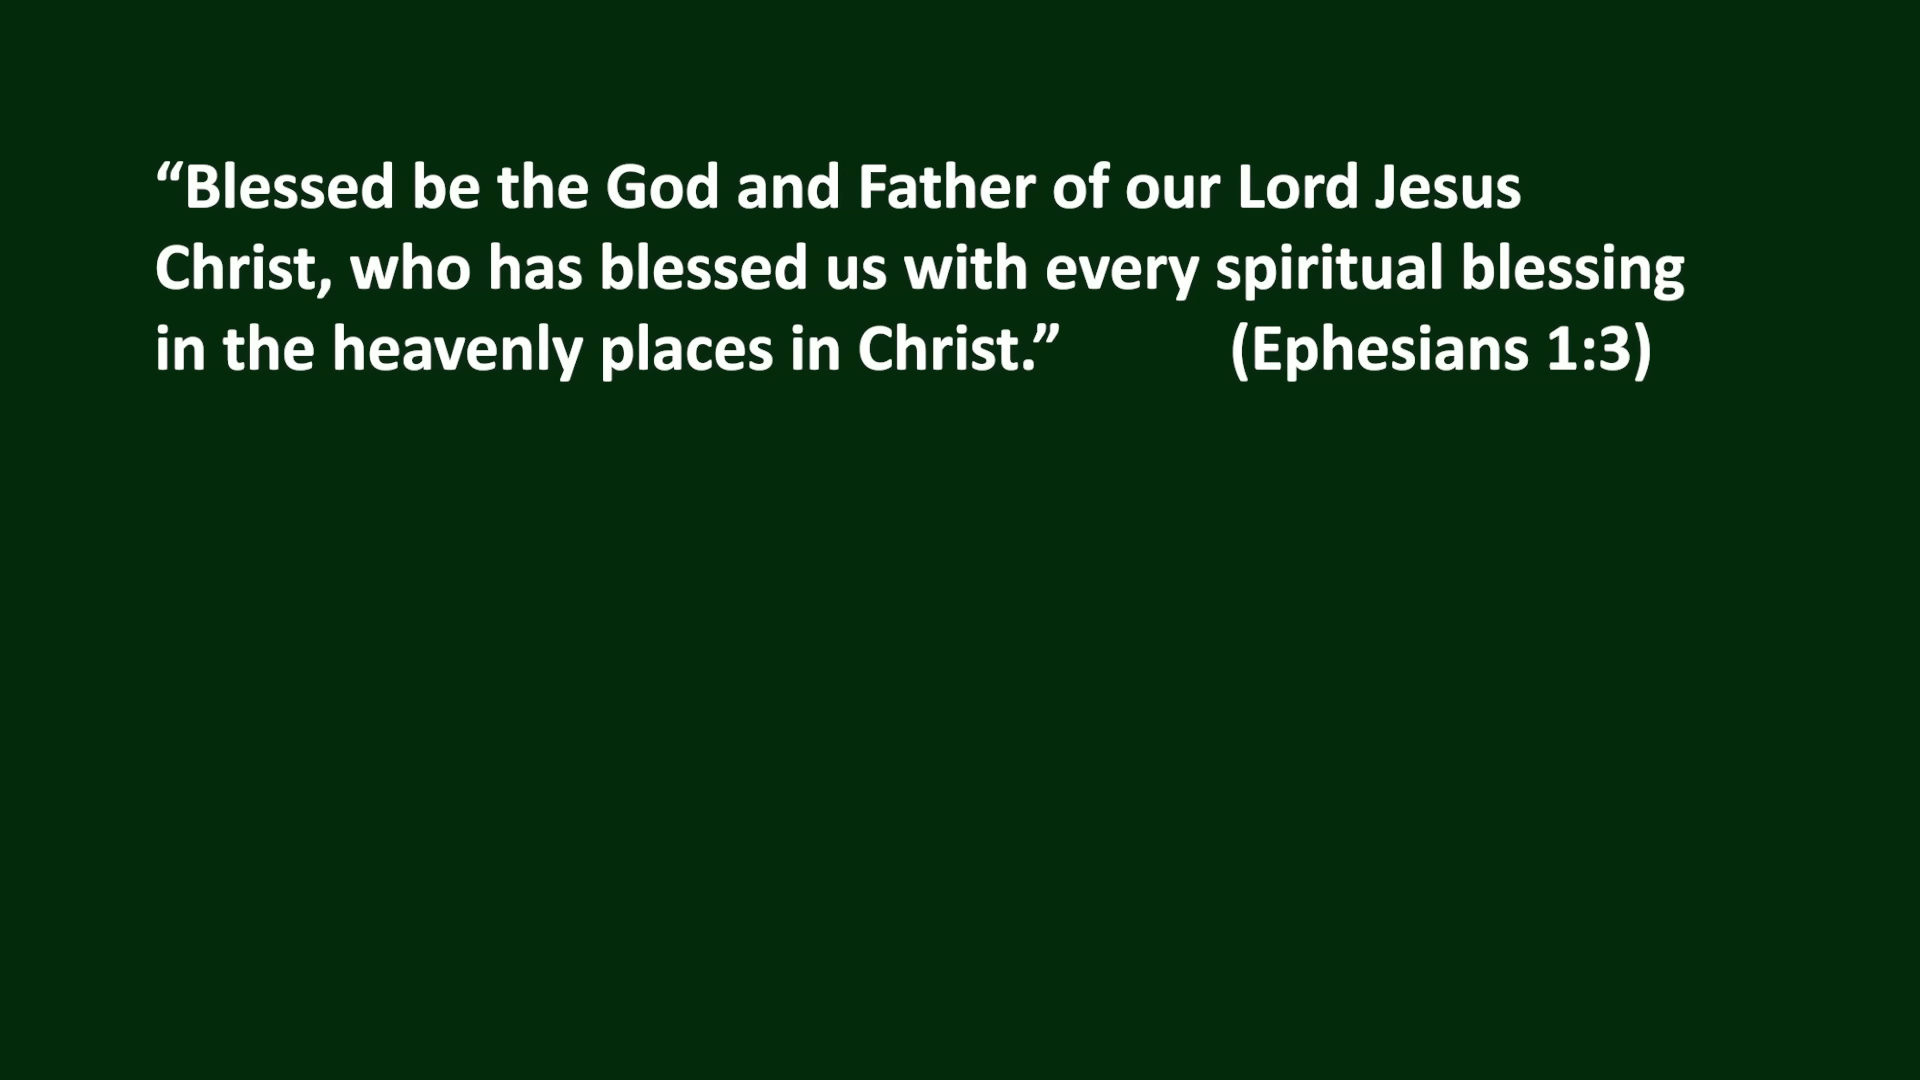 “Blessed be the God and Father of our Lord Jesus
Christ, who has blessed us with every spiritual blessing
in the heavenly places in Christ.” (Ephesians 1:3)